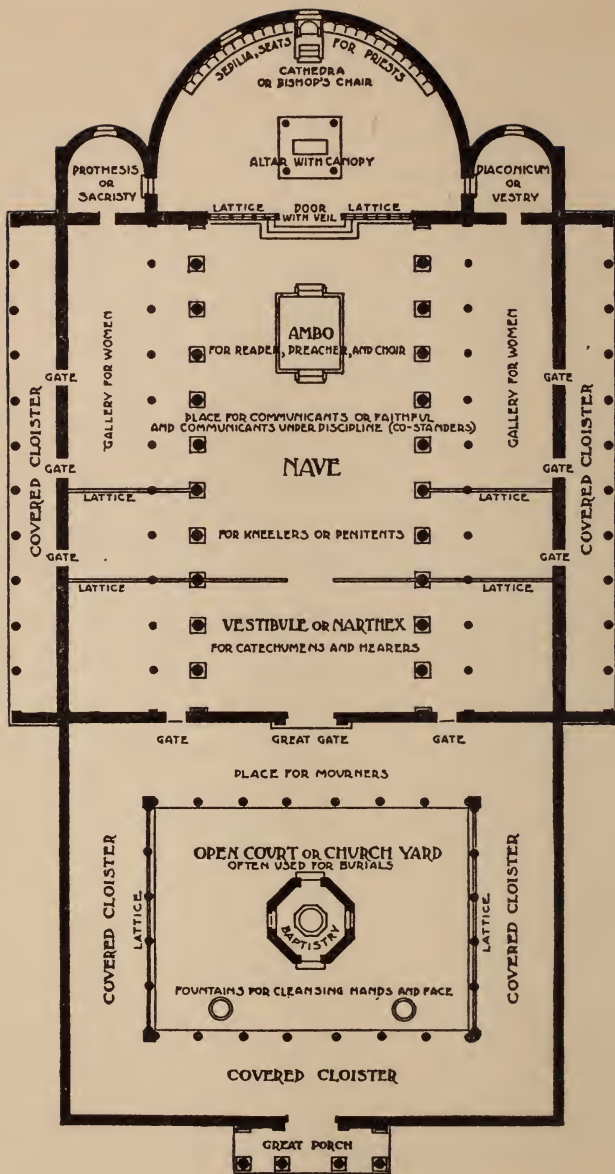 SEDILIA, SEATS FOR PRIESTS
CATHEDRA
OR BISHOP'S CHAIR
ALTAR WITH CANOPY
PROTHESIS
OR
SACRISTY
DIACONICUM
OR
VESTRY
LATTICE
DOOR
WITH VEIL
LATTICE
AMBO
FOR READER, PREACHER, AND CHOIR
GALLERY FOR WOMEN
GALLERY FOR WOMEN
COVERED CLOISTER
COVERED CLOISTER
GATE
GATE
PLACE FOR COMMUNICANTS OR FAITHFUL
AND COMMUNICANTS UNDER DISCIPLINE (CO-STANDERS)
NAVE
GATE
GATE
LATTICE
LATTICE
FOR KNEELERS OR PENITENTS
GATE
GATE
LATTICE
LATTICE
VESTIBULE OR NARTHEX
FOR CATECHUMENS AND HEARERS
GATE
GREAT GATE
GATE
PLACE FOR MOURNERS
COVERED CLOISTER
LATTICE
OPEN COURT OR CHURCH YARD
OFTEN USED FOR BURIALS
BAPTISTRY
LATTICE
COVERED CLOISTER
FOUNTAINS FOR CLEANSING HANDS AND FACE
COVERED CLOISTER
GREAT PORCH